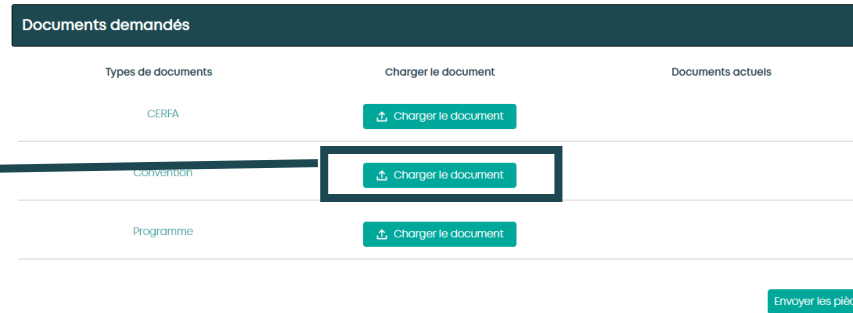 Documents demandés
Types de documents Charger le document Documents actuels
CERFA Charger le document
Convention Charger le document
Programme Charger le document
Envoyer les